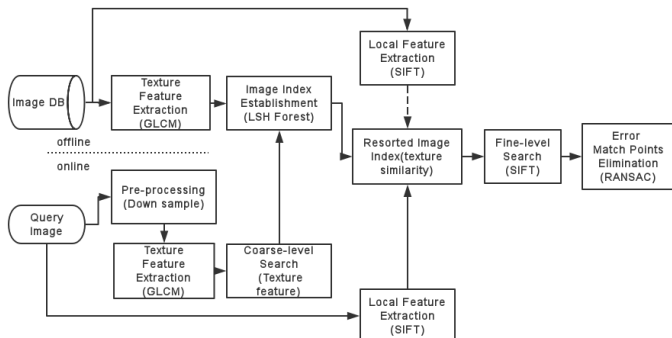 Local Feature
Extraction
(SIFT)
Image DB
Texture
Feature
Extraction
(GLCM)
Image Index
Establishment
(LSH Forest)
offline
online
Resorted Image
Index(texture
similarity)
Fine-level
Search
(SIFT)
Error
Match Points
Elimination
(RANSAC)
Pre-processing
(Down sample)
Query
Image
Texture
Feature
Extraction
(GLCM)
Coarse-level
Search
(Texture
feature)
Local Feature
Extraction
(SIFT)